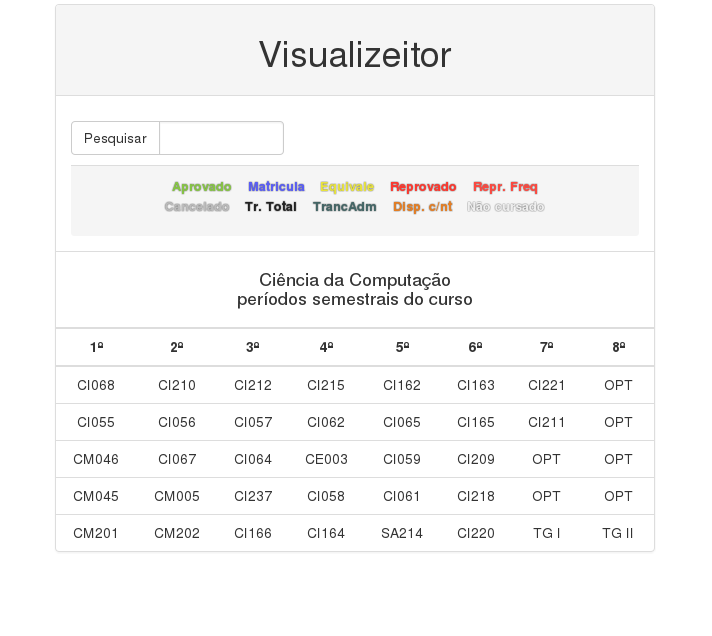 Visualizeitor
Pesquisar
Aprovado Matricula Equivale Reprovado Repr. Freq
Cancelado Tr. Total TrancAdm Disp. c/nt Não cursado
Ciência da Computação
períodos semestrais do curso
1º 2º 3º 4º 5º 6º 7º 8º
CI068 CI210 CI212 CI215 CI162 CI163 CI221 OPT
CI055 CI056 CI057 CI062 CI065 CI165 CI211 OPT
CM046 CI067 CI064 CE003 CI059 CI209 OPT OPT
CM045 CM005 CI237 CI058 CI061 CI218 OPT OPT
CM201 CM202 CI166 CI164 SA214 CI220 TG I TG II